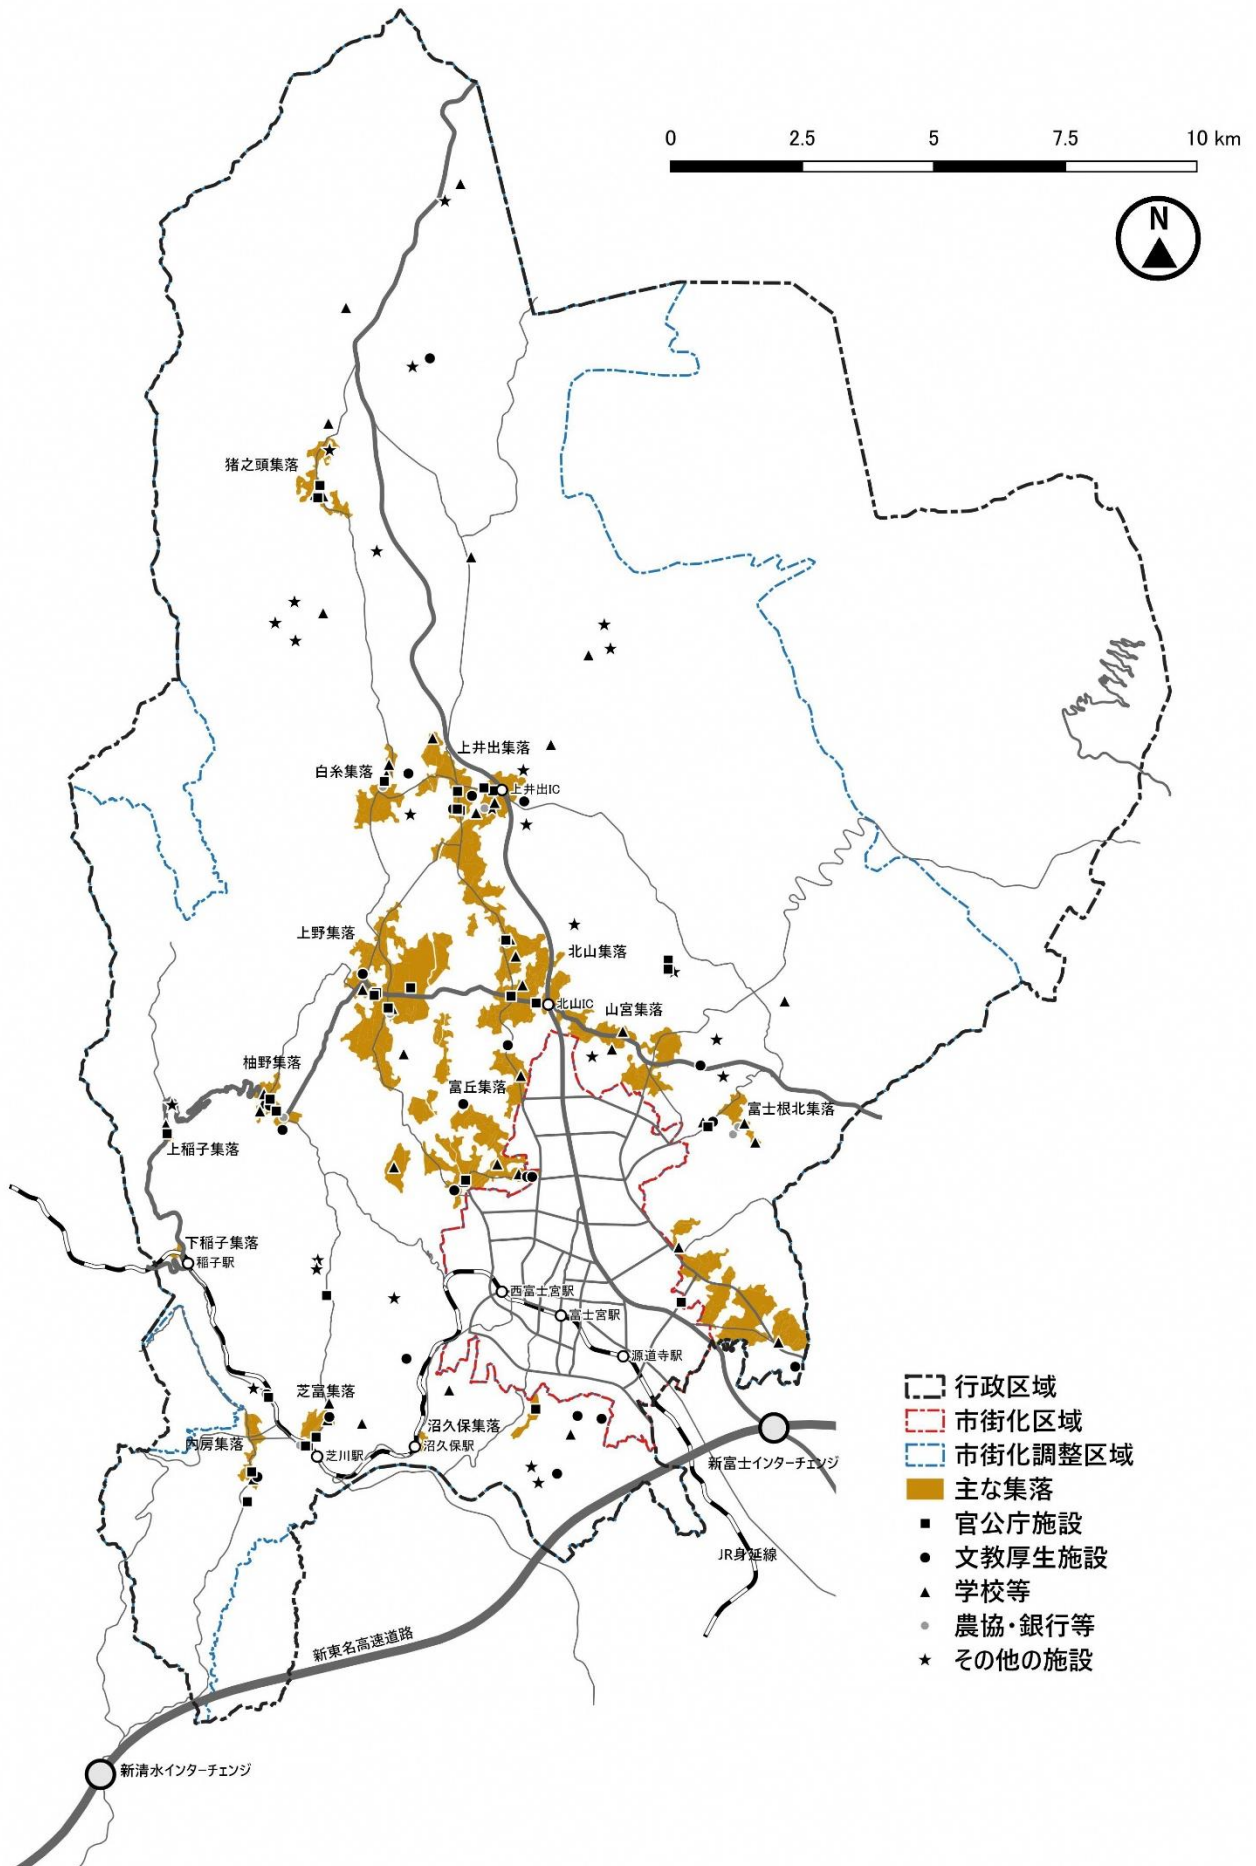 0 2.5 5 7.5 10 km
N
猪之頭集落
上井出集落
白糸集落
上井出IC
上野集落
北山集落
北山IC
山宮集落
柚野集落
富丘集落
富士根北集落
上稲子集落
下稲子集落
稲子駅
西富士宮駅
富士宮駅
源道寺駅
芝富集落
沼久保集落
内房集落
沼久保駅
芝川駅
新富士インターチェンジ
JR身延線
新東名高速道路
新清水インターチェンジ
行政区域
市街化区域
市街化調整区域
主な集落
官公庁施設
文教厚生施設
学校等
農協・銀行等
その他の施設